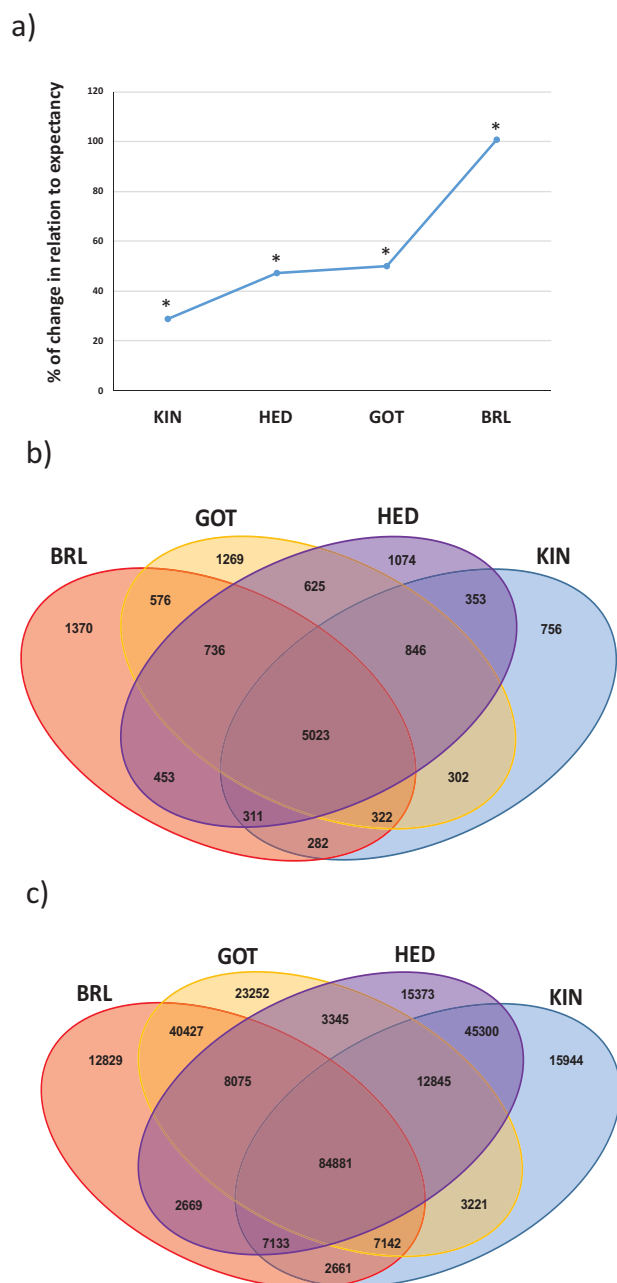 a)
% of change in relation to expectancy
120
100
80
60
40
20
0
*
*
*
*
KIN HED GOT BRL
b)
GOT HED
BRL KIN
1269 1074
576 625 353
1370 756
736 846
5023
453 302
311 322
282
c)
GOT HED
BRL KIN
23252 15373
40427 3345 45300
12829 15944
8075 12845
84881
2669 3221
7133 7142
2661